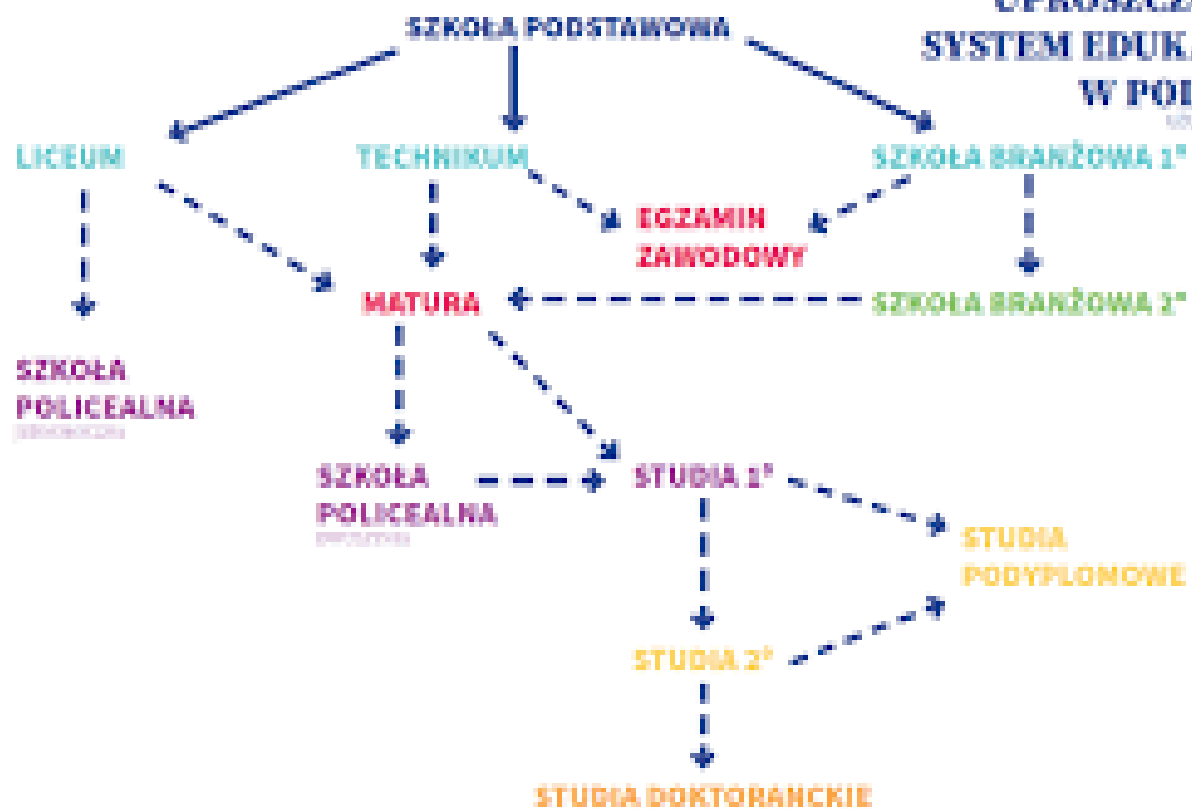 SZKOŁA PODSTAWOWA
SYSTEM EDUK
W POL
LICEUM
TECHNIKUM
SZKOŁA BRANŻOWA 1°
EGZAMIN
ZAWODOWY
MATURA
SZKOŁA BRANŻOWA 2°
SZKOŁA
POLICEALNA
SZKOŁA
POLICEALNA
STUDIA 1°
STUDIA
PODYPLOMOWE
STUDIA 2°
STUDIA DOKTORANCKIE